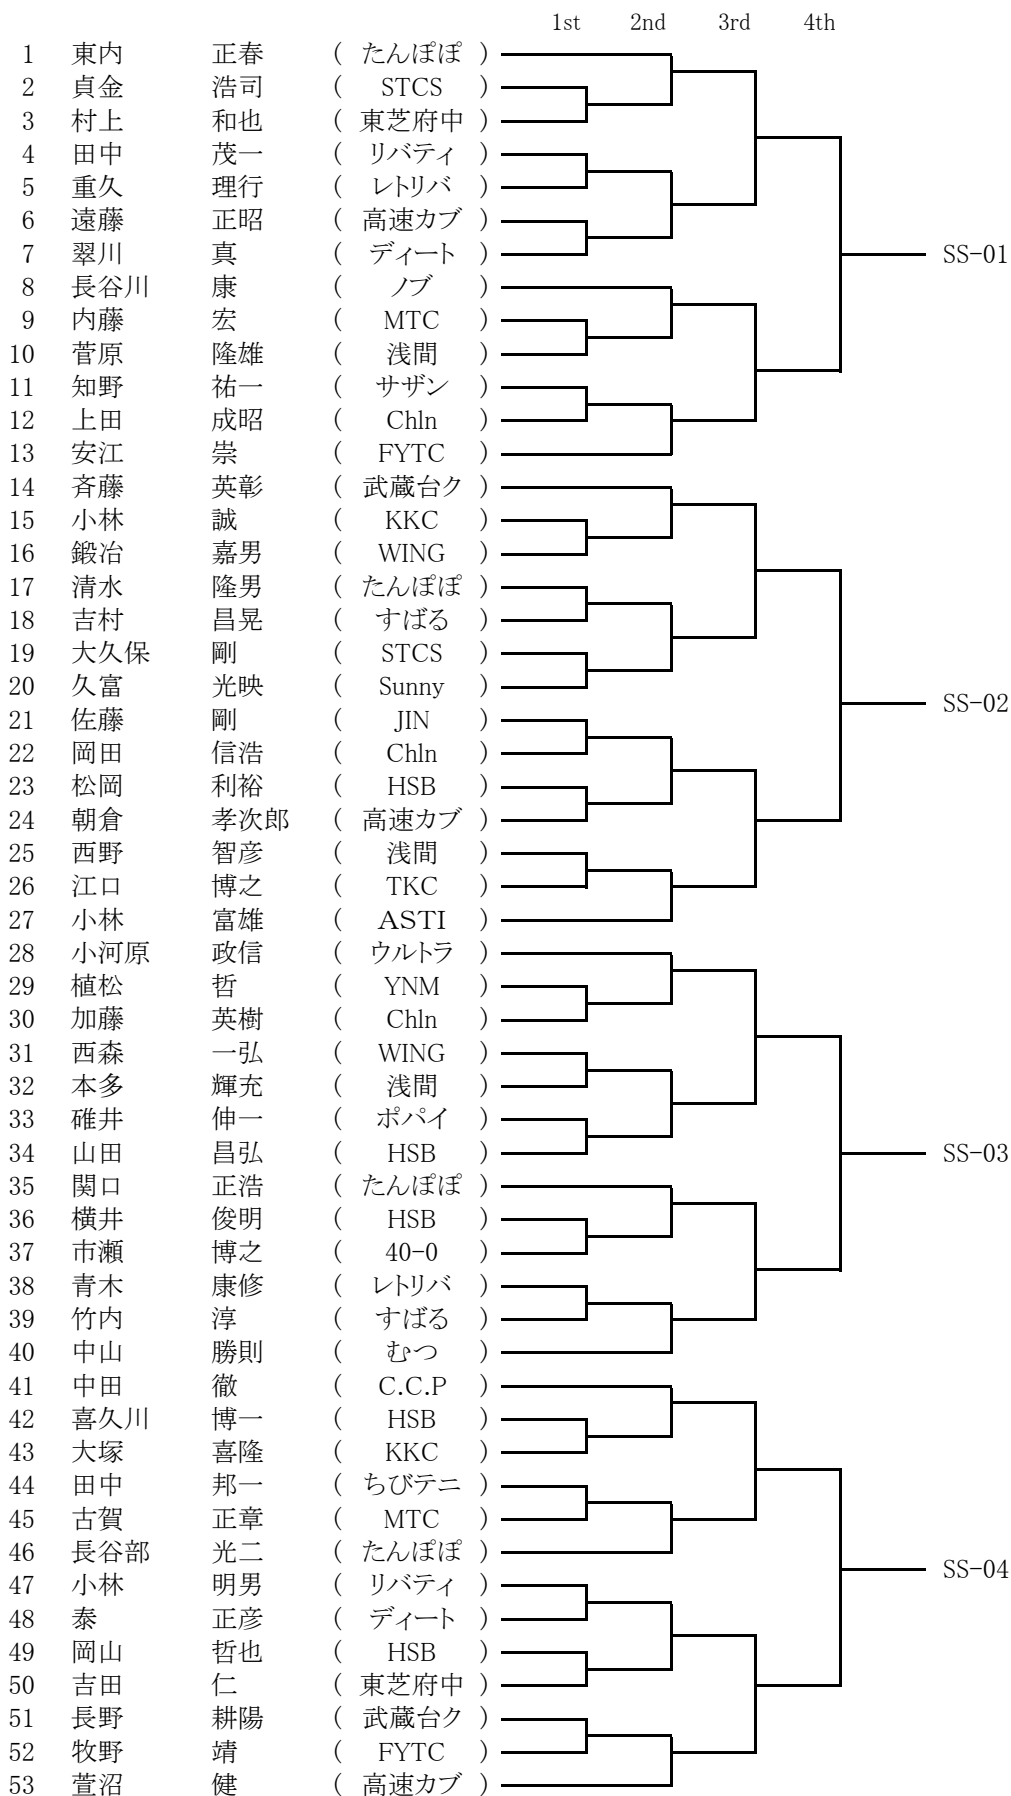 1st 2nd 3rd 4th
1 東内 正春 ( たんぽぽ )
2 貞金 浩司 ( STCS )
3 村上 和也 ( 東芝府中 )
4 田中 茂一 ( リバティ )
5 重久 理行 ( レトリバ )
6 遠藤 正昭 ( 高速カブ )
7 翠川 真 ( ディート ) SS-01
8 長谷川 康 ( ノブ )
9 内藤 宏 ( MTC )
10 菅原 隆雄 ( 浅間 )
11 知野 祐一 ( サザン )
12 上田 成昭 ( Chln )
13 安江 崇 ( FYTC )
14 斉藤 英彰 ( 武蔵台ク )
15 小林 誠 ( KKC )
16 鍛冶 嘉男 ( WING )
17 清水 隆男 ( たんぽぽ )
18 吉村 昌晃 ( すばる )
19 大久保 剛 ( STCS )
20 久富 光映 ( Sunny ) SS-02
21 佐藤 剛 ( JIN )
22 岡田 信浩 ( Chln )
23 松岡 利裕 ( HSB )
24 朝倉 孝次郎 ( 高速カブ )
25 西野 智彦 ( 浅間 )
26 江口 博之 ( TKC )
27 小林 富雄 ( ASTI )
28 小河原 政信 ( ウルトラ )
29 植松 哲 ( YNM )
30 加藤 英樹 ( Chln )
31 西森 一弘 ( WING )
32 本多 輝充 ( 浅間 )
33 碓井 伸一 ( ポパイ )
34 山田 昌弘 ( HSB ) SS-03
35 関口 正浩 ( たんぽぽ )
36 横井 俊明 ( HSB )
37 市瀬 博之 ( 40-0 )
38 青木 康修 ( レトリバ )
39 竹内 淳 ( すばる )
40 中山 勝則 ( むつ )
41 中田 徹 ( C.C.P )
42 喜久川 博一 ( HSB )
43 大塚 喜隆 ( KKC )
44 田中 邦一 ( ちびテニ )
45 古賀 正章 ( MTC )
46 長谷部 光二 ( たんぽぽ ) SS-04
47 小林 明男 ( リバティ )
48 泰 正彦 ( ディート )
49 岡山 哲也 ( HSB )
50 吉田 仁 ( 東芝府中 )
51 長野 耕陽 ( 武蔵台ク )
52 牧野 靖 ( FYTC )
53 萱沼 健 ( 高速カブ )